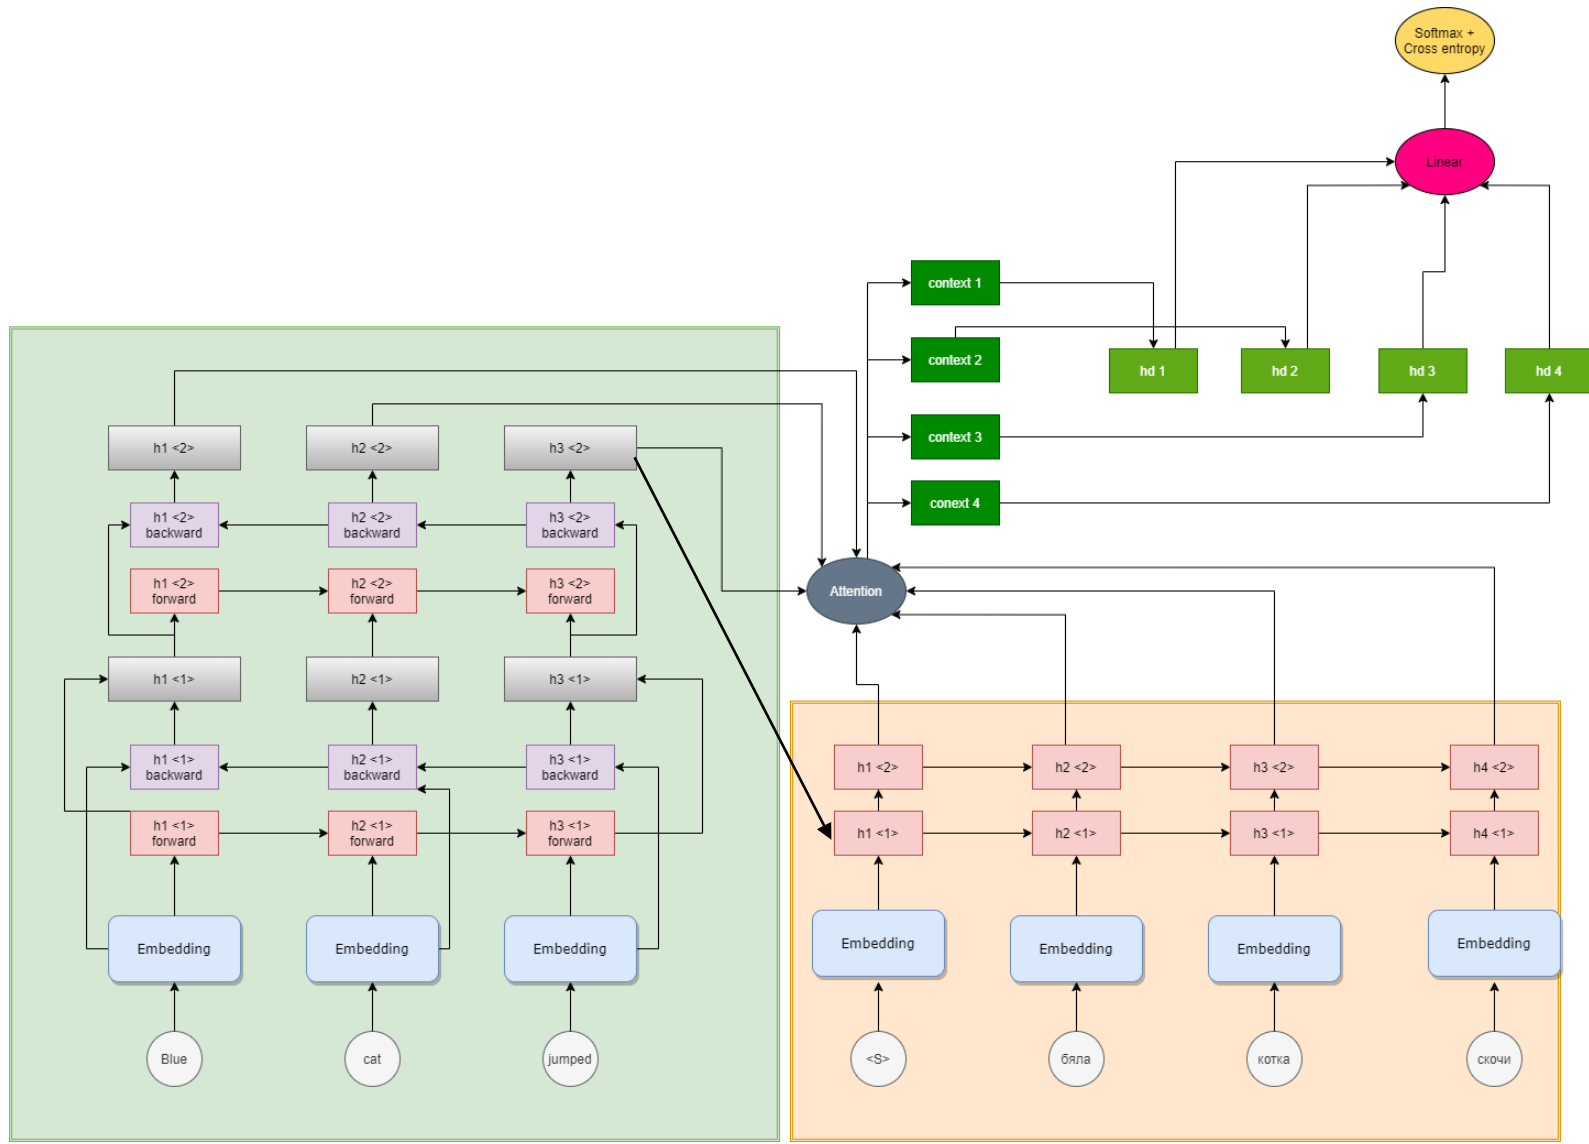 Softmax +
Cross entropy
Linear
context 1
context 2
hd 1
hd 2
hd 3
hd 4
context 3
conext 4
h1 <2>
h2 <2>
h3 <2>
h1 <2>
backward
h2 <2>
backward
h3 <2>
backward
h1 <2>
forward
h2 <2>
forward
h3 <2>
forward
Attention
h1 <1>
h2 <1>
h3 <1>
h1 <1>
backward
h2 <1>
backward
h3 <1>
backward
h1 <2>
h2 <2>
h3 <2>
h4 <2>
h1 <1>
forward
h2 <1>
forward
h3 <1>
forward
h1 <1>
h2 <1>
h3 <1>
h4 <1>
Embedding
Embedding
Embedding
Embedding
Embedding
Embedding
Embedding
Blue
cat
jumped
<S>
бяла
котка
скочи